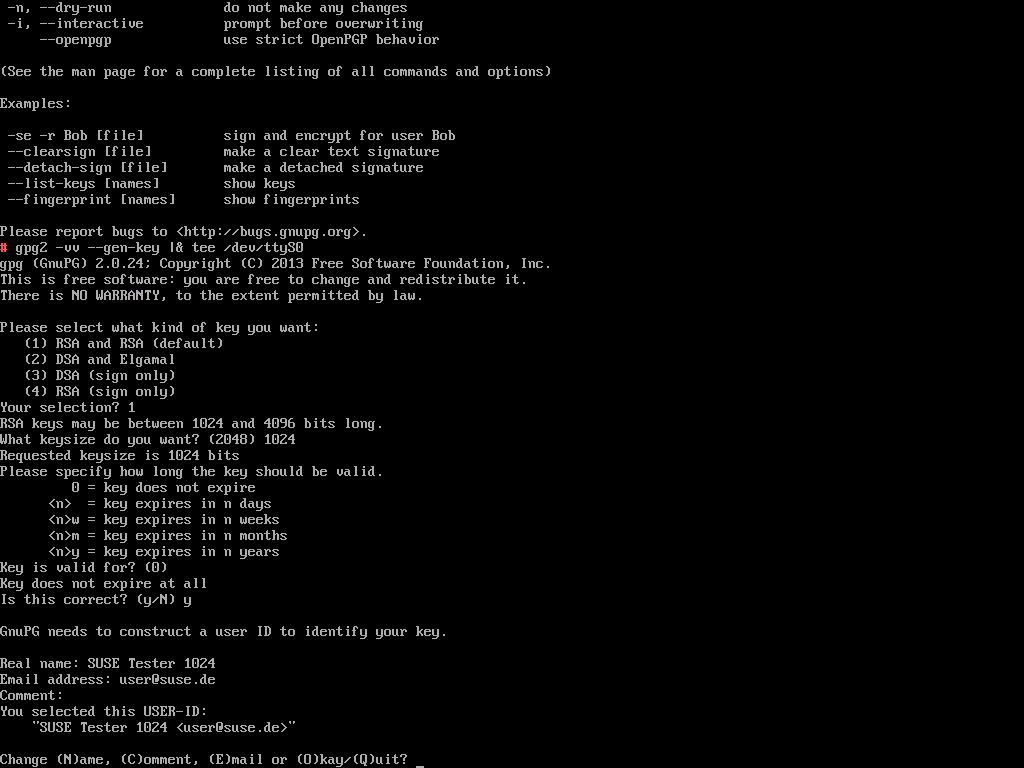 -n, --dry-run              do not make any changes
 -i, --interactive          prompt before overwriting
     --openpgp              use strict OpenPGP behavior

(See the man page for a complete listing of all commands and options)

Examples:

 -se -r Bob [file]          sign and encrypt for user Bob
 --clearsign [file]         make a clear text signature
 --detach-sign [file]       make a detached signature
 --list-keys [names]        show keys
 --fingerprint [names]      show fingerprints

Please report bugs to <http://bugs.gnupg.org>.
# gpg2 -vv --gen-key |& tee /dev/ttyS0
gpg (GnuPG) 2.0.24; Copyright (C) 2013 Free Software Foundation, Inc.
This is free software: you are free to change and redistribute it.
There is NO WARRANTY, to the extent permitted by law.

Please select what kind of key you want:
   (1) RSA and RSA (default)
   (2) DSA and Elgamal
   (3) DSA (sign only)
   (4) RSA (sign only)
Your selection? 1
RSA keys may be between 1024 and 4096 bits long.
What keysize do you want? (2048) 1024
Requested keysize is 1024 bits
Please specify how long the key should be valid.
         0 = key does not expire
      <n>  = key expires in n days
      <n>w = key expires in n weeks
      <n>m = key expires in n months
      <n>y = key expires in n years
Key is valid for? (0)
Key does not expire at all
Is this correct? (y/N) y

GnuPG needs to construct a user ID to identify your key.

Real name: SUSE Tester 1024
Email address: user@suse.de
Comment:
You selected this USER-ID:
    "SUSE Tester 1024 <user@suse.de>"

Change (N)ame, (C)omment, (E)mail or (O)kay/(Q)uit? _